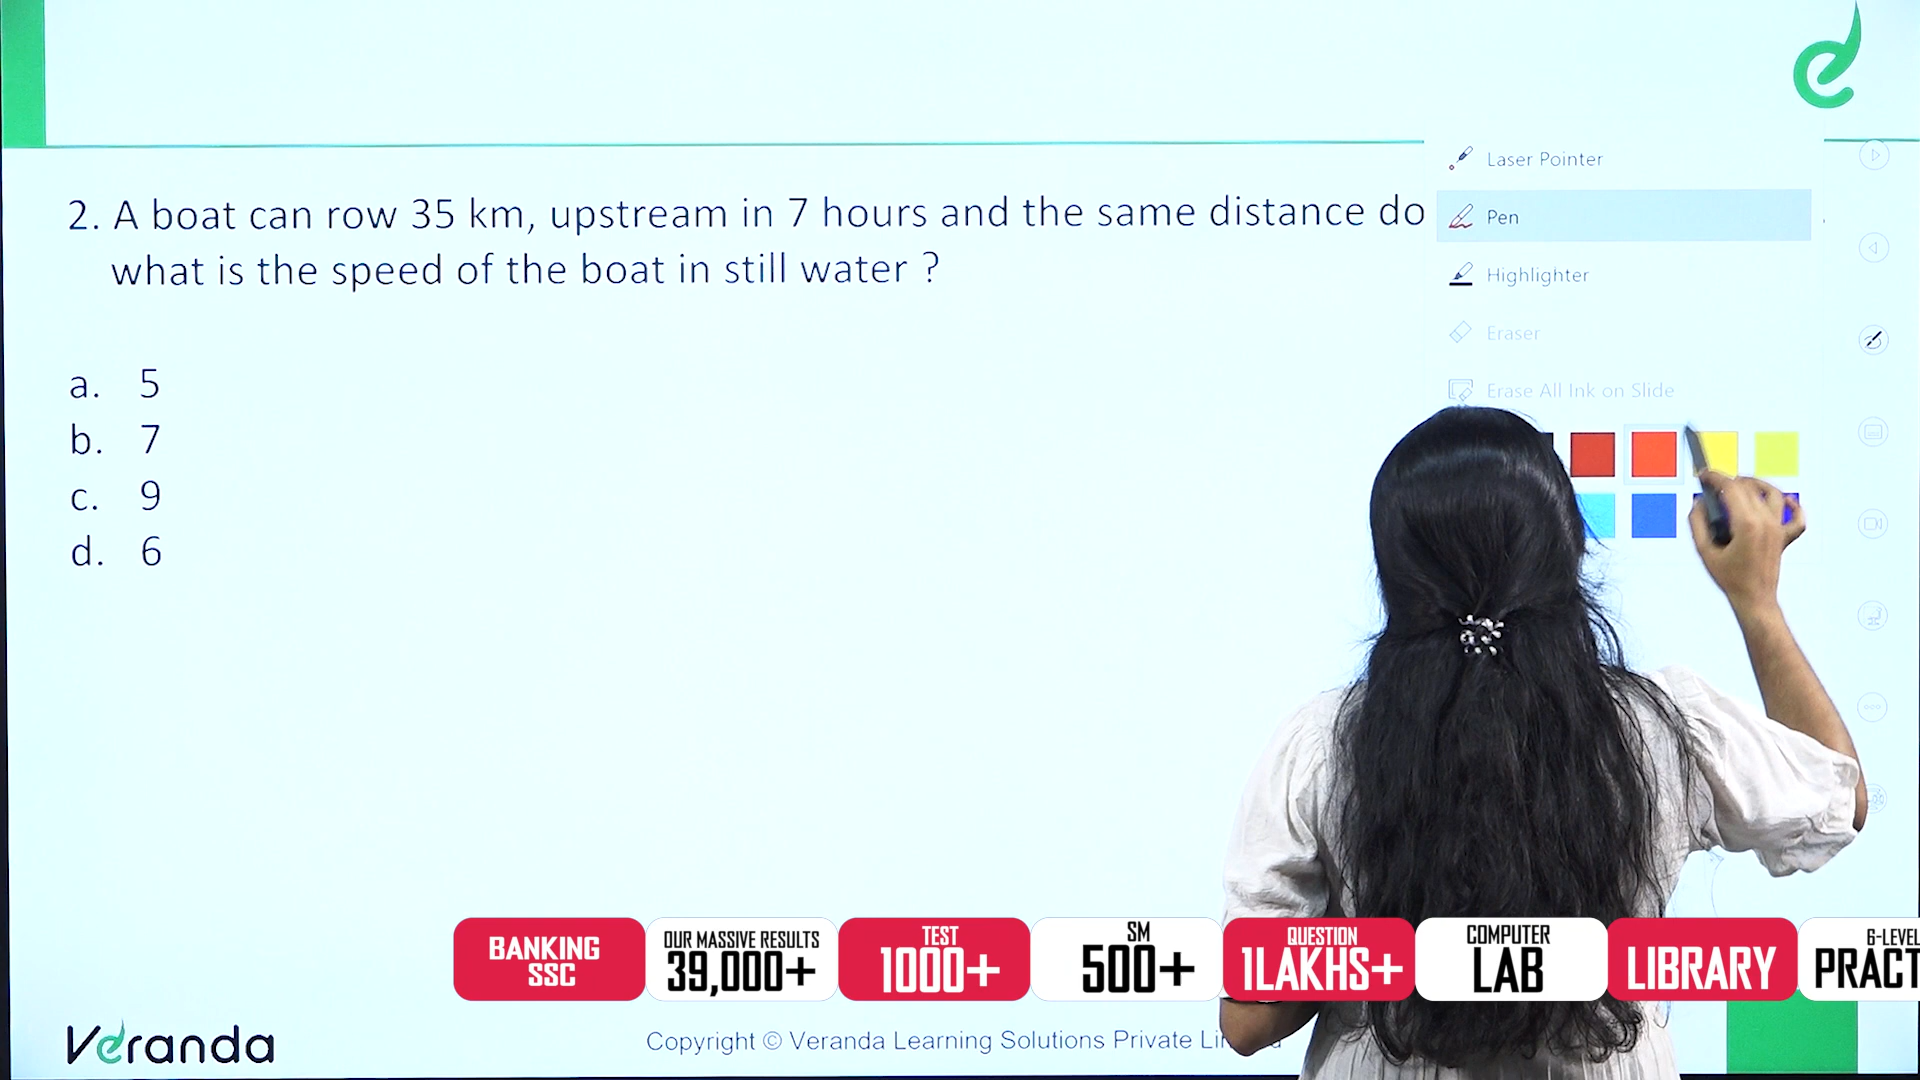 Laser Pointer
2. A boat can row 35 km, upstream in 7 hours and the same distance do
Pen
what is the speed of the boat in still water ?
Highlighter
Eraser
Erase All Ink on Slide
a. 5
b. 7
c. 9
d. 6
BANKING
SSC
OUR MASSIVE RESULTS
39,000+
TEST
1000+
SM
500+
QUESTION
1LAKHS+
COMPUTER
LAB
LIBRARY
6-LEVEL
PRACT
Veranda
Copyright © Veranda Learning Solutions Private